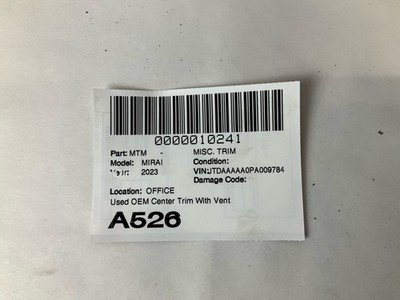 0000010241
Part: MTM - MISC. TRIM
Model: MIRAI Condition:
Year: 2023 VIN:JTDAAAAA0PA009784
Damage Code:
Location: OFFICE
Used OEM Center Trim With Vent
A526